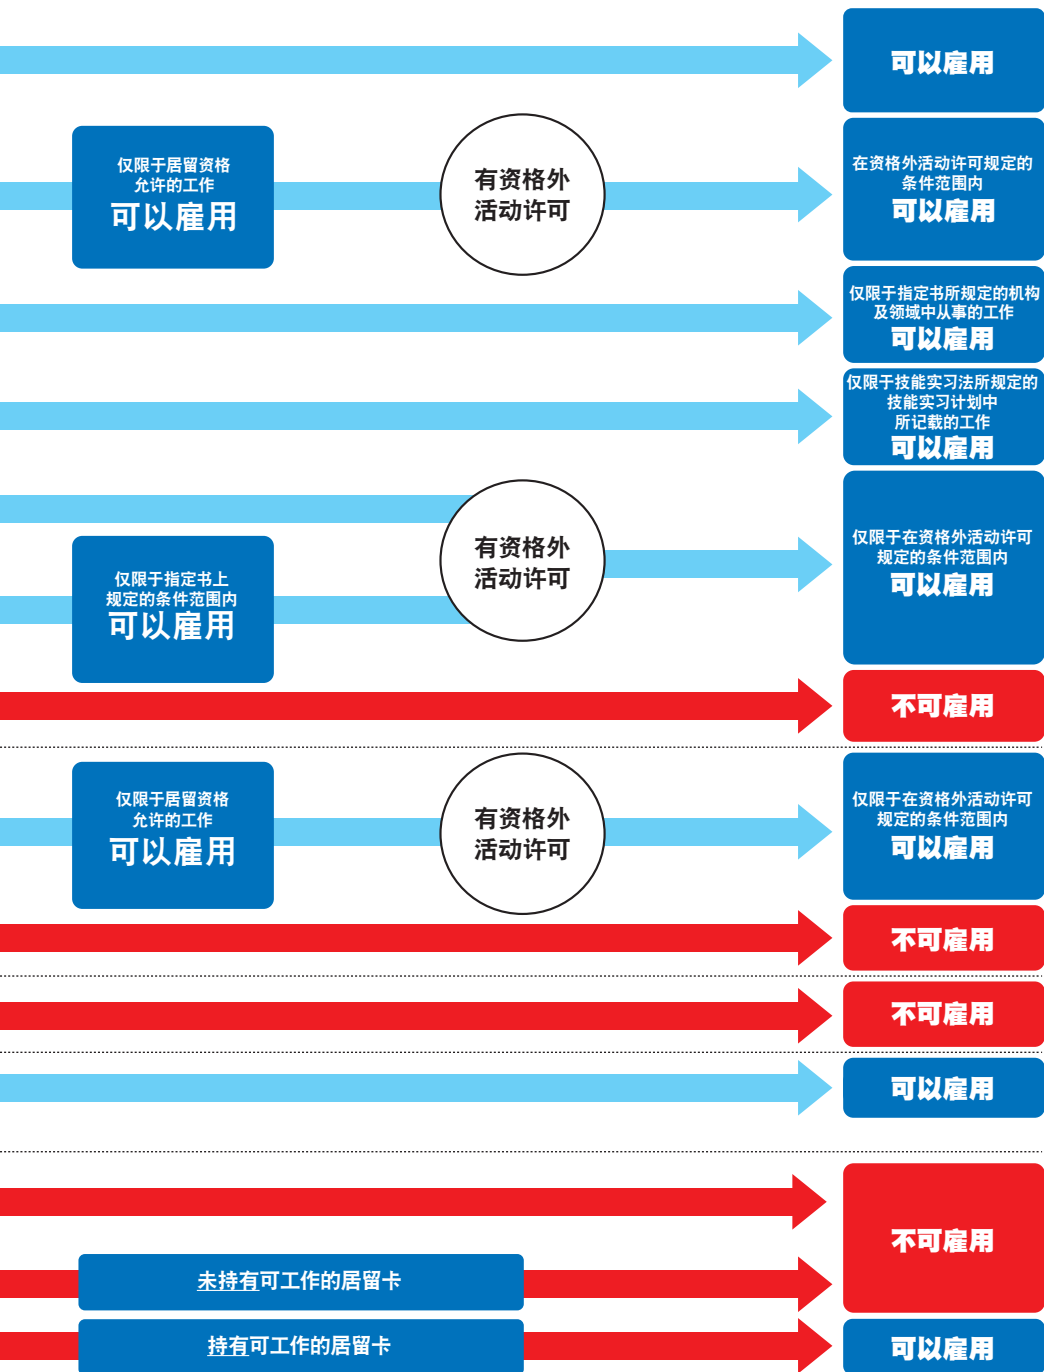 可以雇用
仅限于居留资格
允许的工作
可以雇用
有资格外
活动许可
在资格外活动许可规定的
条件范围内
可以雇用
仅限于指定书所规定的机构
及领域中从事的工作
可以雇用
仅限于技能实习法所规定的
技能实习计划中
所记载的工作
可以雇用
仅限于指定书上
规定的条件范围内
可以雇用
有资格外
活动许可
仅限于在资格外活动许可
规定的条件范围内
可以雇用
不可雇用
仅限于居留资格
允许的工作
可以雇用
有资格外
活动许可
仅限于在资格外活动许可
规定的条件范围内
可以雇用
不可雇用
不可雇用
可以雇用
不可雇用
未持有可工作的居留卡
持有可工作的居留卡
可以雇用